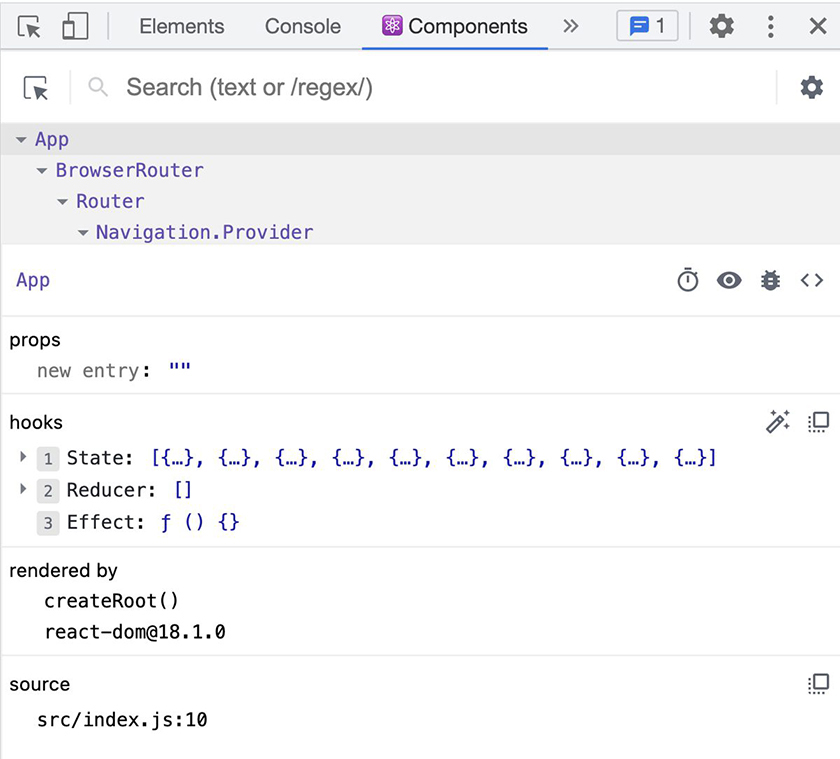 Elements Console Components 1
Search (text or /regex/)
App
BrowserRouter
Router
Navigation.Provider
App
props
new entry: ""
hooks
1 State: [{…}, {…}, {…}, {…}, {…}, {…}, {…}, {…}, {…}, {…}]
2 Reducer: []
3 Effect: ƒ () {}
rendered by
createRoot()
react-dom@18.1.0
source
src/index.js:10